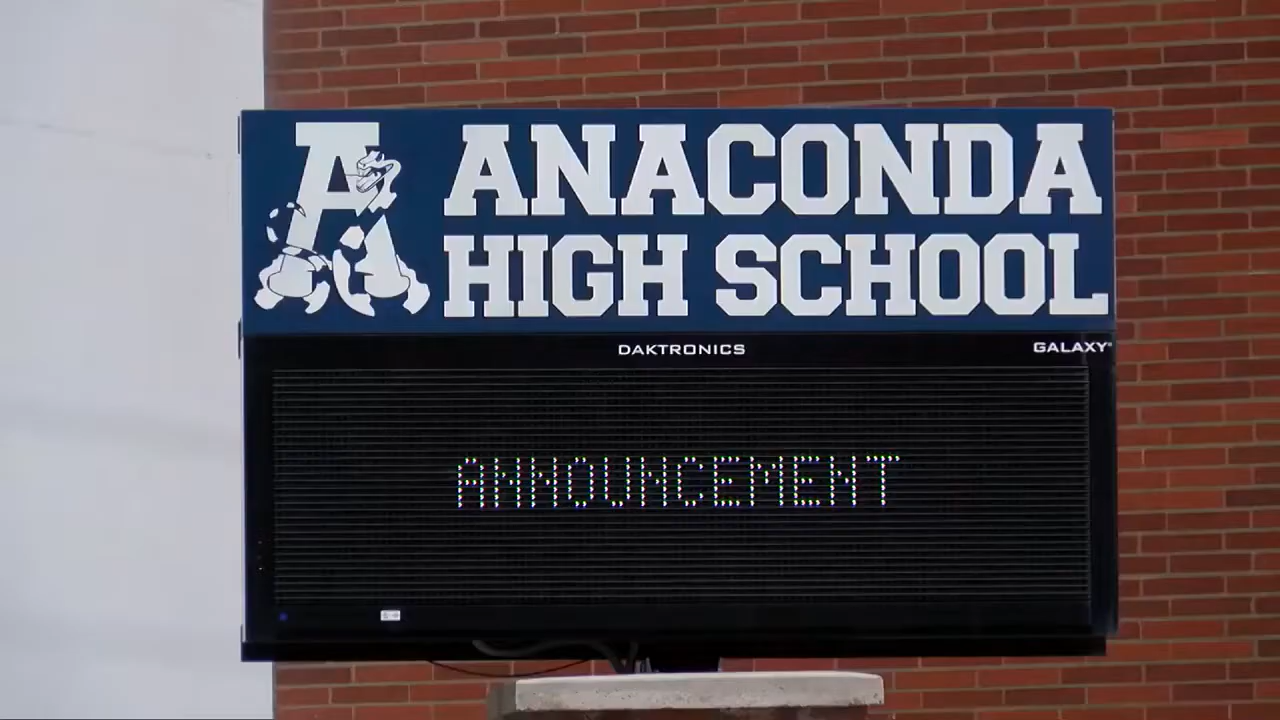 A ANACONDA
HIGH SCHOOL
DAKTRONICS
GALAXY®
ANNOUNCEMENT